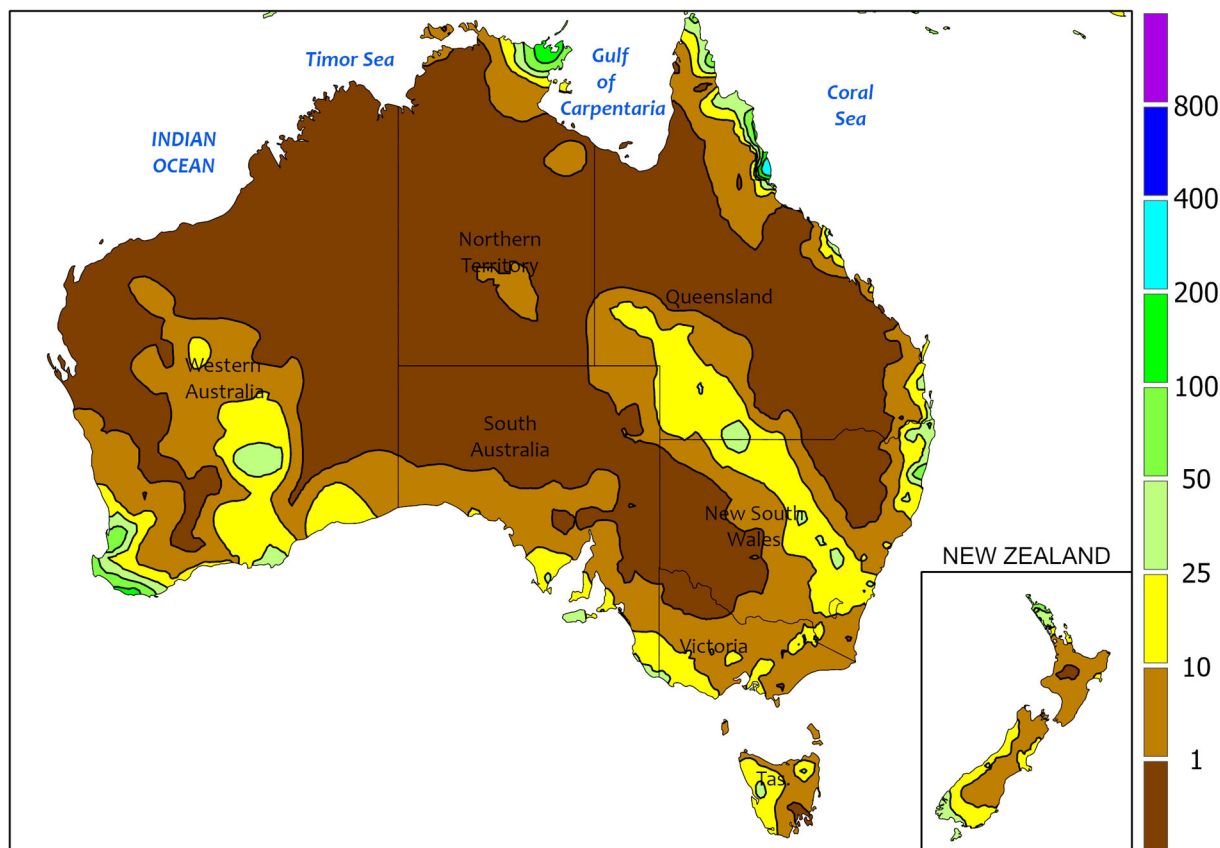 Timor Sea
Gulf
of
Carpentaria
Coral
Sea
INDIAN
OCEAN
Northern
Territory
Queensland
Western
Australia
South
Australia
New South
Wales
Victoria
Tas.
NEW ZEALAND
800
400
200
100
50
25
10
1